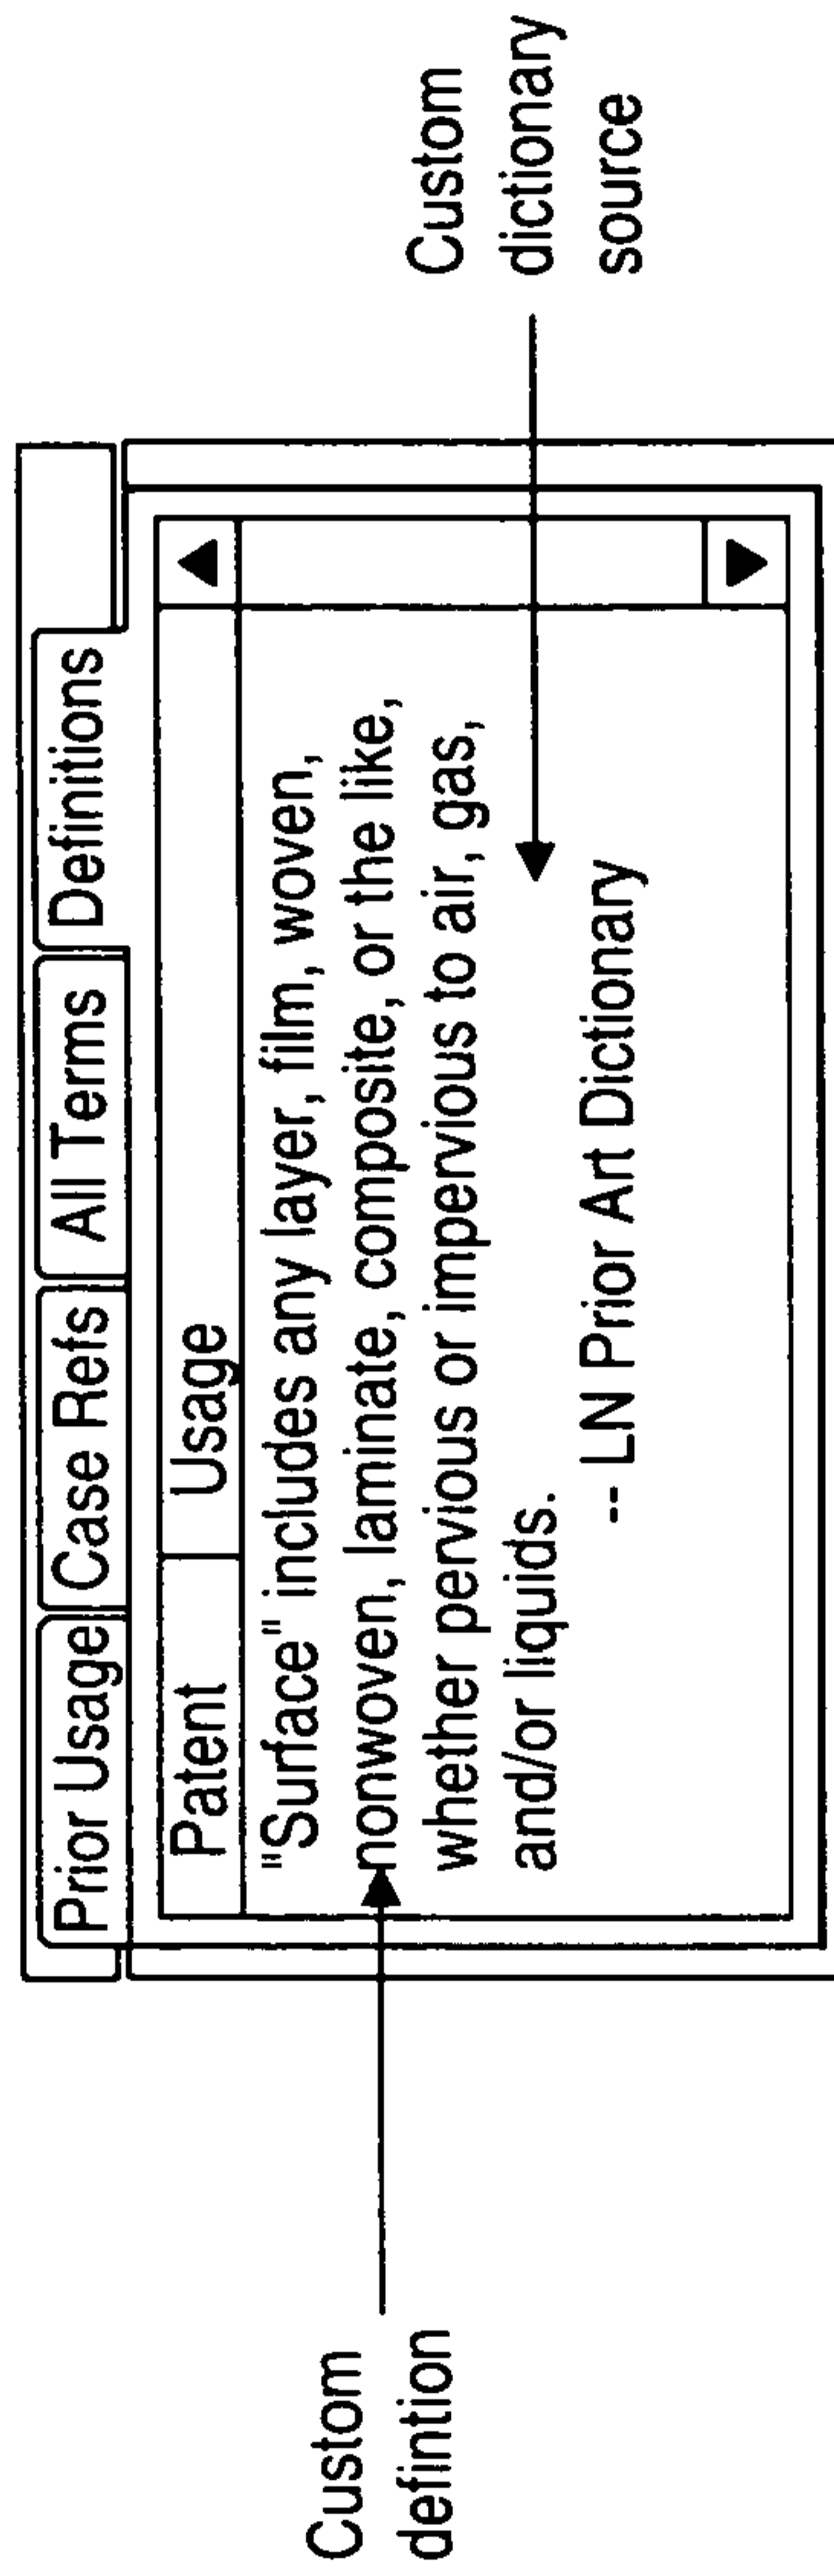 Prior Usage Case Refs All Terms Definitions
Patent Usage
"Surface" includes any layer, film, woven,
nonwoven, laminate, composite, or the like,
whether pervious or impervious to air, gas,
and/or liquids.
-- LN Prior Art Dictionary
Custom
defintion
Custom
dictionary
source